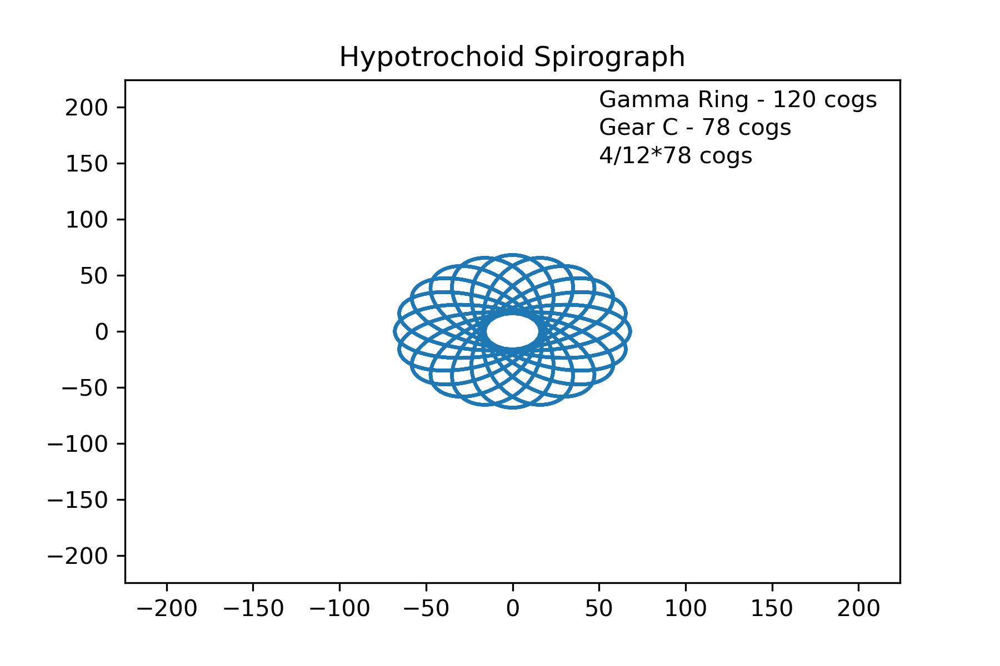 Hypotrochoid Spirograph
Gamma Ring - 120 cogs
Gear C - 78 cogs
4/12*78 cogs
200
150
100
50
0
−50
−100
−150
−200
−200 −150 −100 −50 0 50 100 150 200